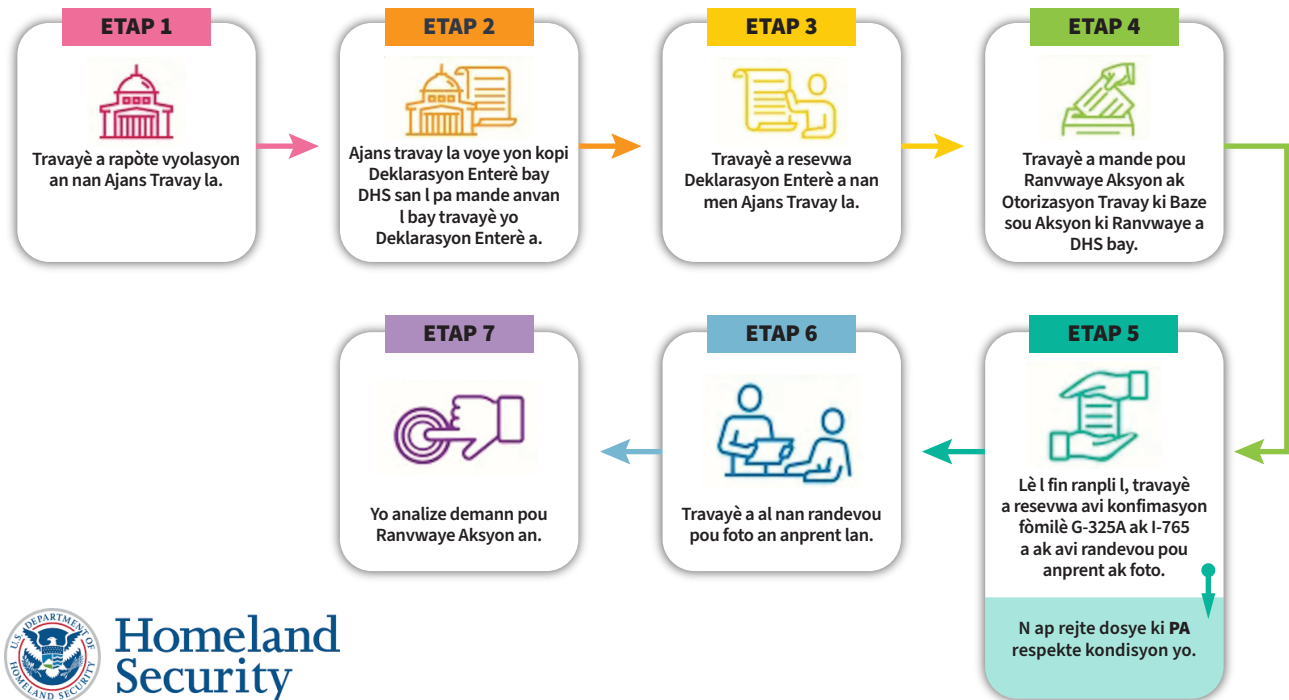 ETAP 1
Travayè a rapòte vyolasyon
an nan Ajans Travay la.
ETAP 2
Ajans travay la voye yon kopi
Deklarasyon Enterè bay
DHS san l pa mande anvan
l bay travayè yo
Deklarasyon Enterè a.
ETAP 3
Travayè a resevwa
Deklarasyon Enterè a nan
men Ajans Travay la.
ETAP 4
Travayè a mande pou
Ranvwaye Aksyon ak
Otorizasyon Travay ki Baze
sou Aksyon ki Ranvwaye a
DHS bay.
ETAP 5
Lè l fin ranpli l, travayè
a resevwa avi konfimasyon
fòmilè G-325A ak I-765
a ak avi randevou pou
anprent ak foto.
N ap rejte dosye ki PA
respekte kondisyon yo.
ETAP 6
Travayè a al nan randevou
pou foto an anprent lan.
ETAP 7
Yo analize demann pou
Ranvwaye Aksyon an.
U.S. DEPARTMENT OF
HOMELAND SECURITY
Homeland
Security